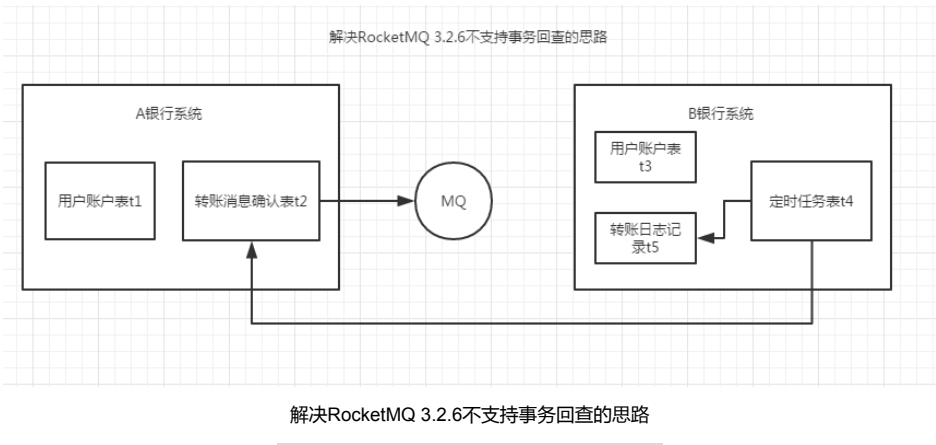 解决RocketMQ 3.2.6不支持事务回查的思路
A银行系统
B银行系统
用户账户表t1
转账消息确认表t2
MQ
用户账户表
t3
转账日志记
录t5
定时任务表t4
解决RocketMQ 3.2.6不支持事务回查的思路